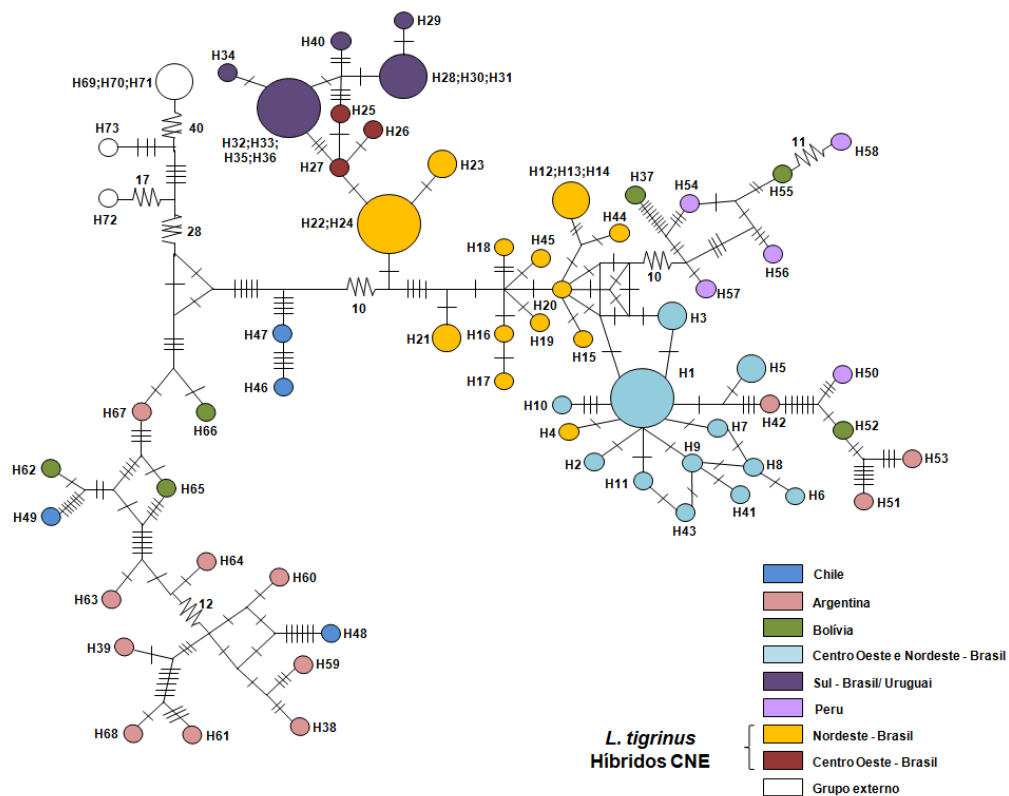 H29
H40
H34
H69;H70;H71
H28;H30;H31
H25
40
H26
H73
H32;H33;
H35;H36
11
H58
H27
H23
H12;H13;H14
H37
H54
H55
17
H72
H22;H24
H44
28
H18
H45
10
H56
H57
H20
10
H47
H21
H16
H19
H15
H3
H46
H17
H1
H5
H50
H67
H66
H10
H42
H4
H7
H52
H62
H65
H2
H9
H8
H53
H49
H11
H41
H6
H51
H43
H64
H60
H63
12
Chile
Argentina
H39
H48
Bolívia
H59
Centro Oeste e Nordeste - Brasil
Sul - Brasil/ Uruguai
Peru
H68
H61
H38
L. tigrinus
Híbridos CNE
Nordeste - Brasil
Centro Oeste - Brasil
Grupo externo